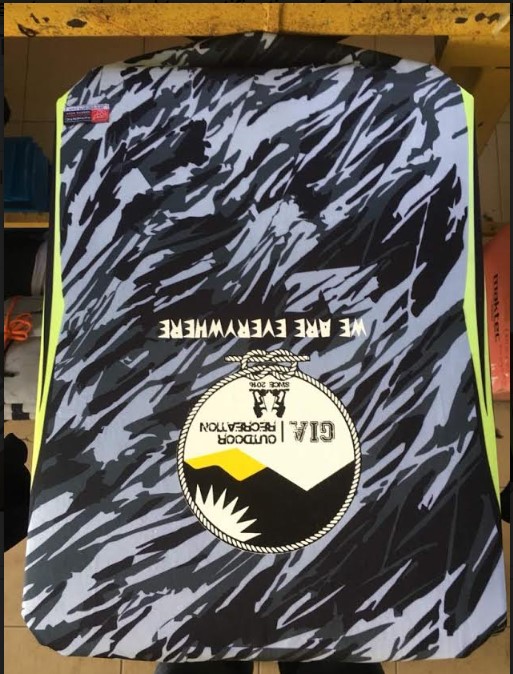 WE ARE EVERYWHERE
SINCE 2016
GIA | OUTDOOR
RECREATION